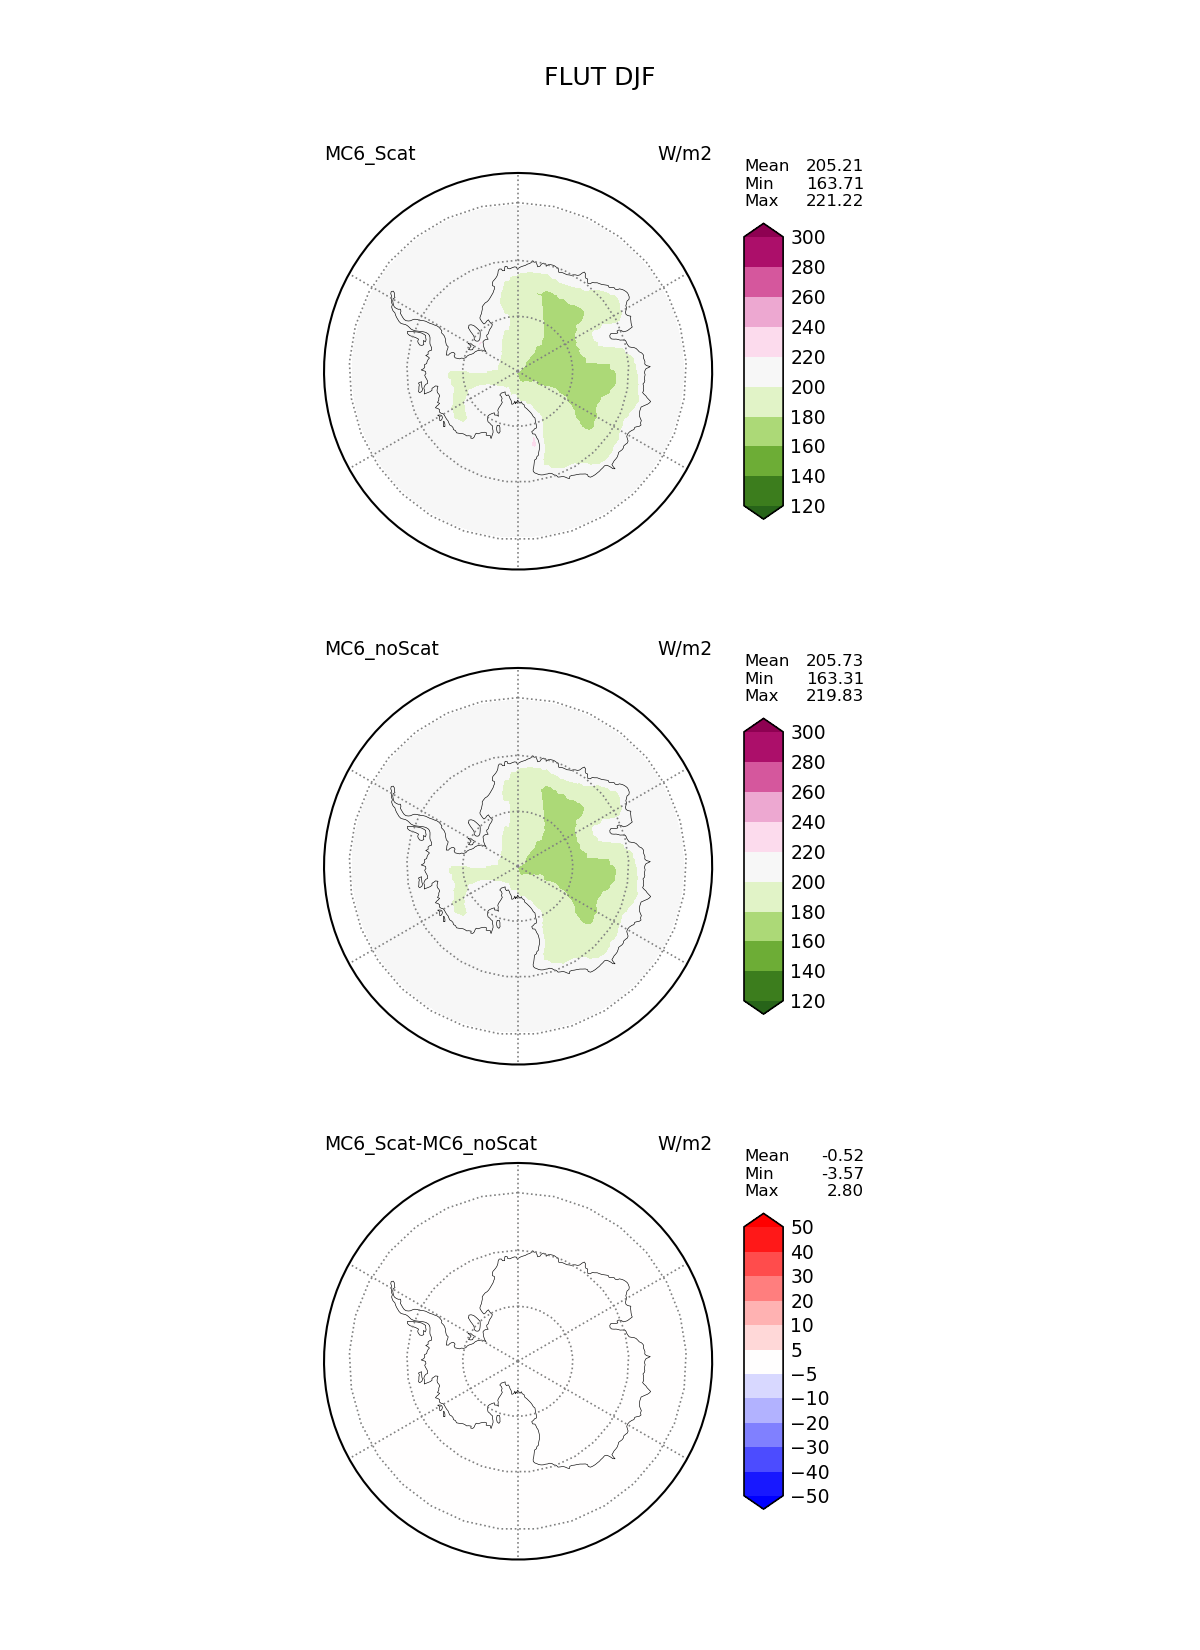 FLUT DJF
MC6_Scat W/m2
Mean 205.21
Min 163.71
Max 221.22
300
280
260
240
220
200
180
160
140
120
MC6_noScat W/m2
Mean 205.73
Min 163.31
Max 219.83
300
280
260
240
220
200
180
160
140
120
MC6_Scat-MC6_noScat W/m2
Mean -0.52
Min -3.57
Max 2.80
50
40
30
20
10
5
−5
−10
−20
−30
−40
−50